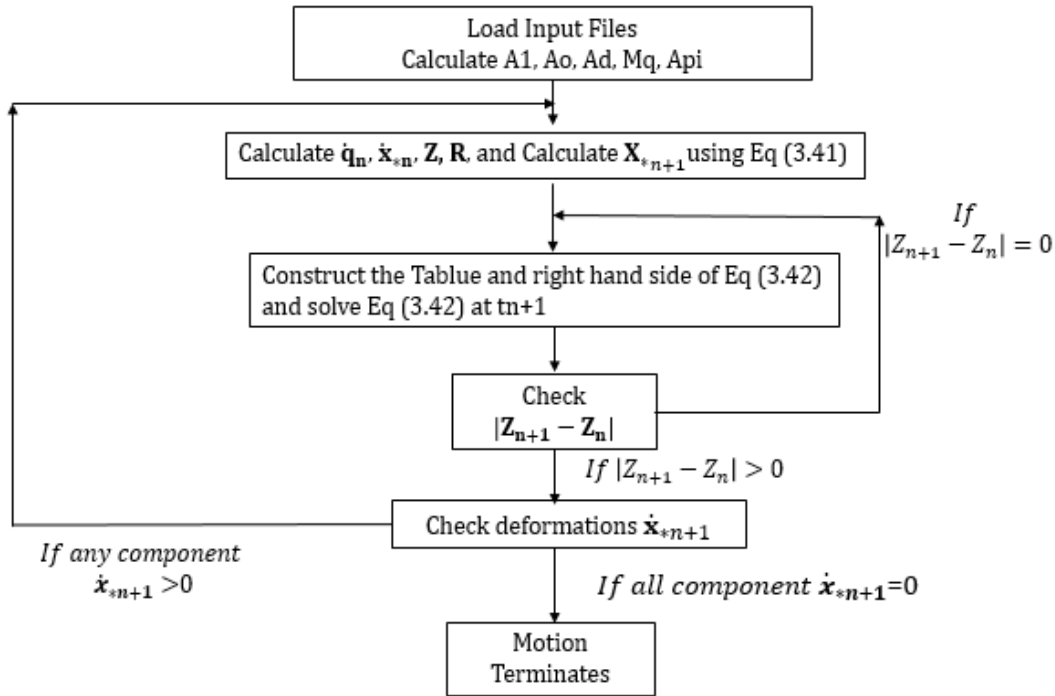 Load Input Files
Calculate A1, Ao, Ad, Mq, Api
Calculate q̇ₙ, ẋ∗ₙ, Z, R, and Calculate X∗ₙ₊₁ using Eq (3.41)
If
|Zₙ₊₁ − Zₙ| = 0
Construct the Tablue and right hand side of Eq (3.42)
and solve Eq (3.42) at tn+1
Check
|Zₙ₊₁ − Zₙ|
If |Zₙ₊₁ − Zₙ| > 0
Check deformations ẋ∗ₙ₊₁
If any component
ẋ∗ₙ₊₁ >0
If all component ẋ∗ₙ₊₁=0
Motion
Terminates